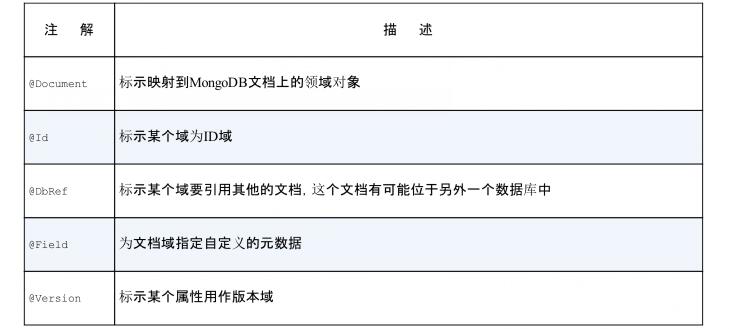 注 解 描 述
@Document 标示映射到MongoDB文档上的领域对象
@Id 标示某个域为ID域
@DbRef 标示某个域要引用其他的文档，这个文档有可能位于另外一个数据库中
@Field 为文档域指定自定义的元数据
@Version 标示某个属性用作版本域